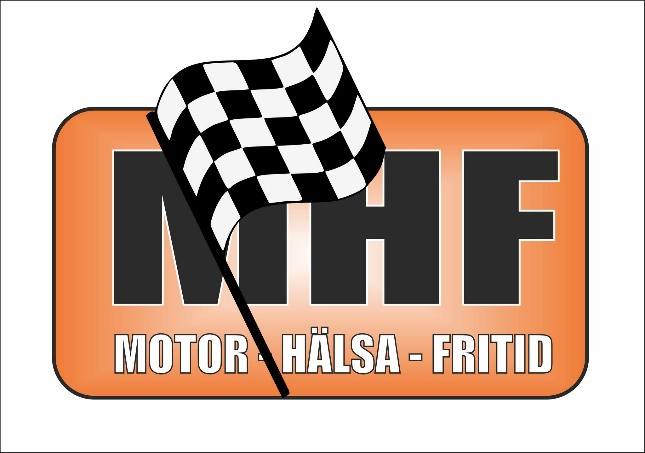 MHF
MOTOR - HÄLSA - FRITID